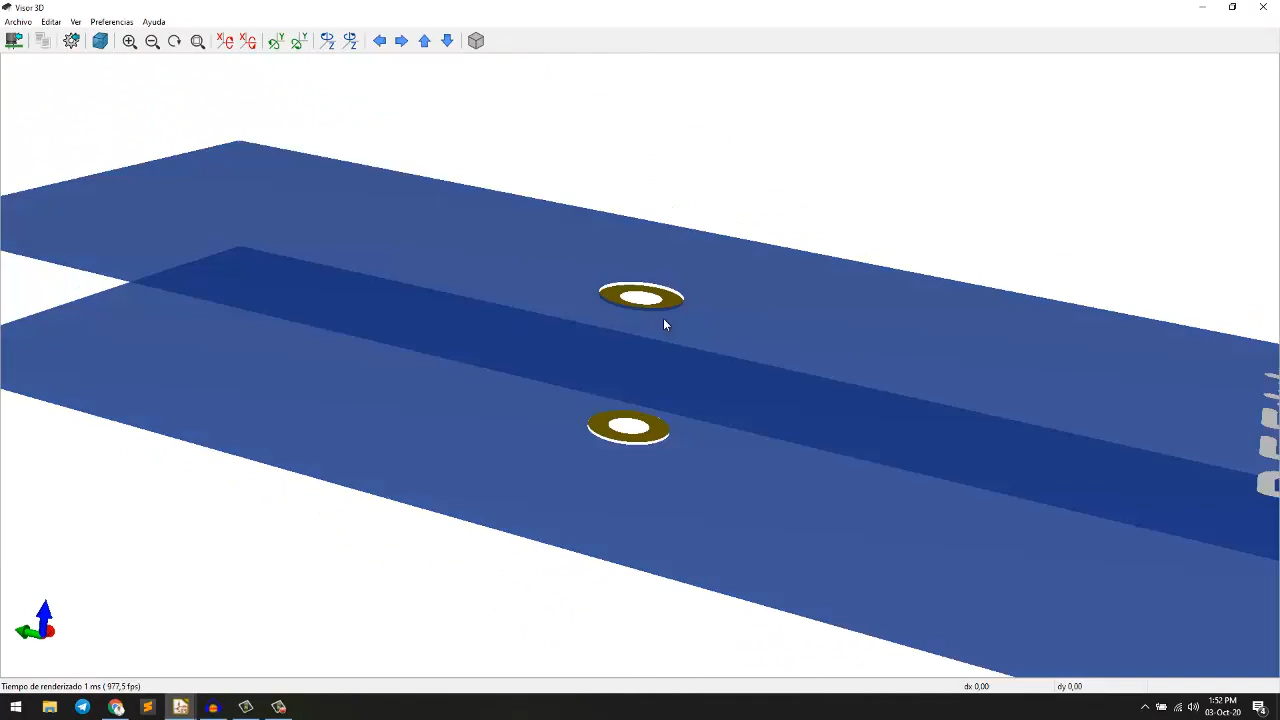 Visor 3D
Archivo Editar Ver Preferencias Ayuda
Tiempo de renderizado 1 ms ( 977,5 fps) dx 0,00 dy 0,00
1:52 PM
03-Oct-20